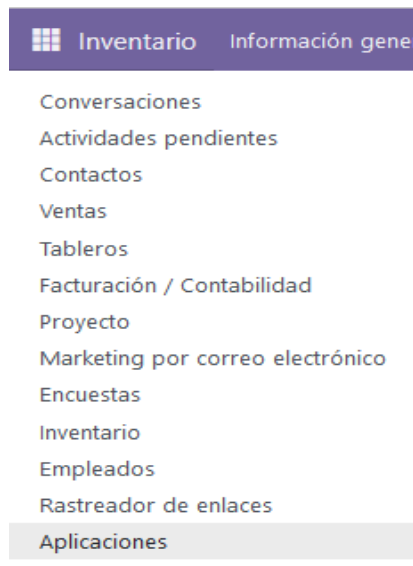 Inventario Información gene
Conversaciones
Actividades pendientes
Contactos
Ventas
Tableros
Facturación / Contabilidad
Proyecto
Marketing por correo electrónico
Encuestas
Inventario
Empleados
Rastreador de enlaces
Aplicaciones